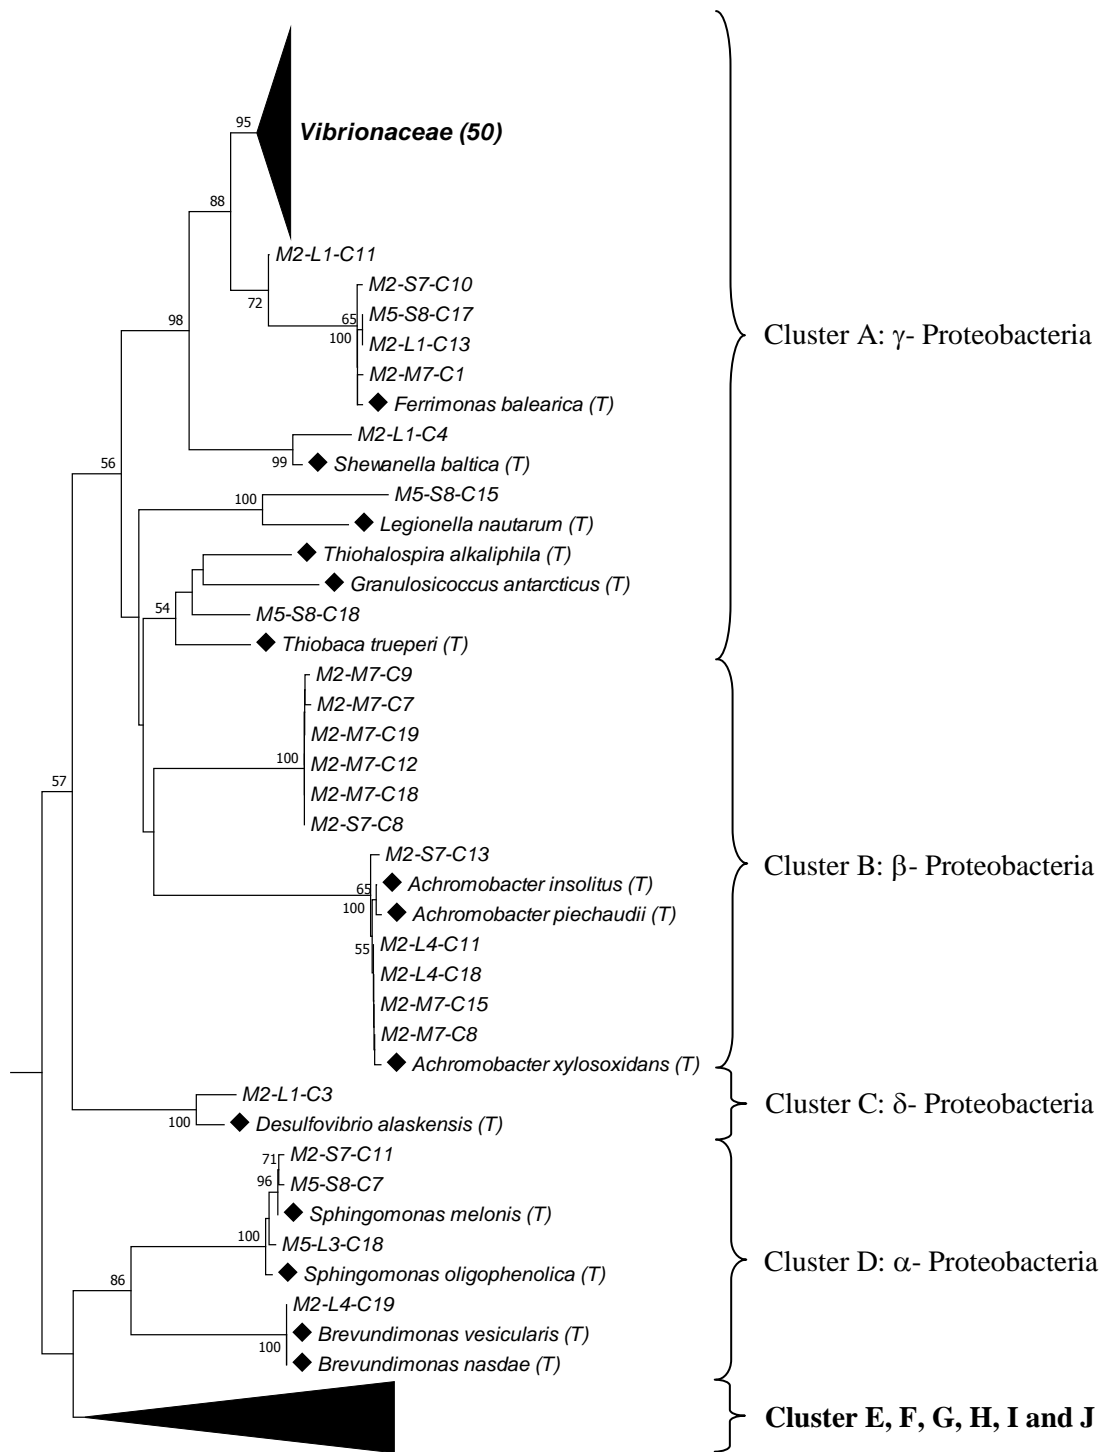 95
Vibrionaceae (50)
88
M2-L1-C11
M2-S7-C10
72
M5-S8-C17
65
98
Cluster A: γ- Proteobacteria
100
M2-L1-C13
M2-M7-C1
◆ Ferrimonas balearica (T)
M2-L1-C4
56
99
◆ Shewanella baltica (T)
M5-S8-C15
100
◆ Legionella nautarum (T)
◆ Thiohalospira alkaliphila (T)
◆ Granulosicoccus antarcticus (T)
54
M5-S8-C18
◆ Thiobaca trueperi (T)
M2-M7-C9
M2-M7-C7
M2-M7-C19
100
M2-M7-C12
57
M2-M7-C18
M2-S7-C8
M2-S7-C13
Cluster B: β- Proteobacteria
65
◆ Achromobacter insolitus (T)
100
◆ Achromobacter piechaudii (T)
M2-L4-C11
55
M2-L4-C18
M2-M7-C15
M2-M7-C8
◆ Achromobacter xylosoxidans (T)
M2-L1-C3
Cluster C: δ- Proteobacteria
100
◆ Desulfovibrio alaskensis (T)
M2-S7-C11
71
96
M5-S8-C7
◆ Sphingomonas melonis (T)
100
M5-L3-C18
Cluster D: α- Proteobacteria
◆ Sphingomonas oligophenolica (T)
86
M2-L4-C19
◆ Brevundimonas vesicularis (T)
100
◆ Brevundimonas nasdae (T)
Cluster E, F, G, H, I and J